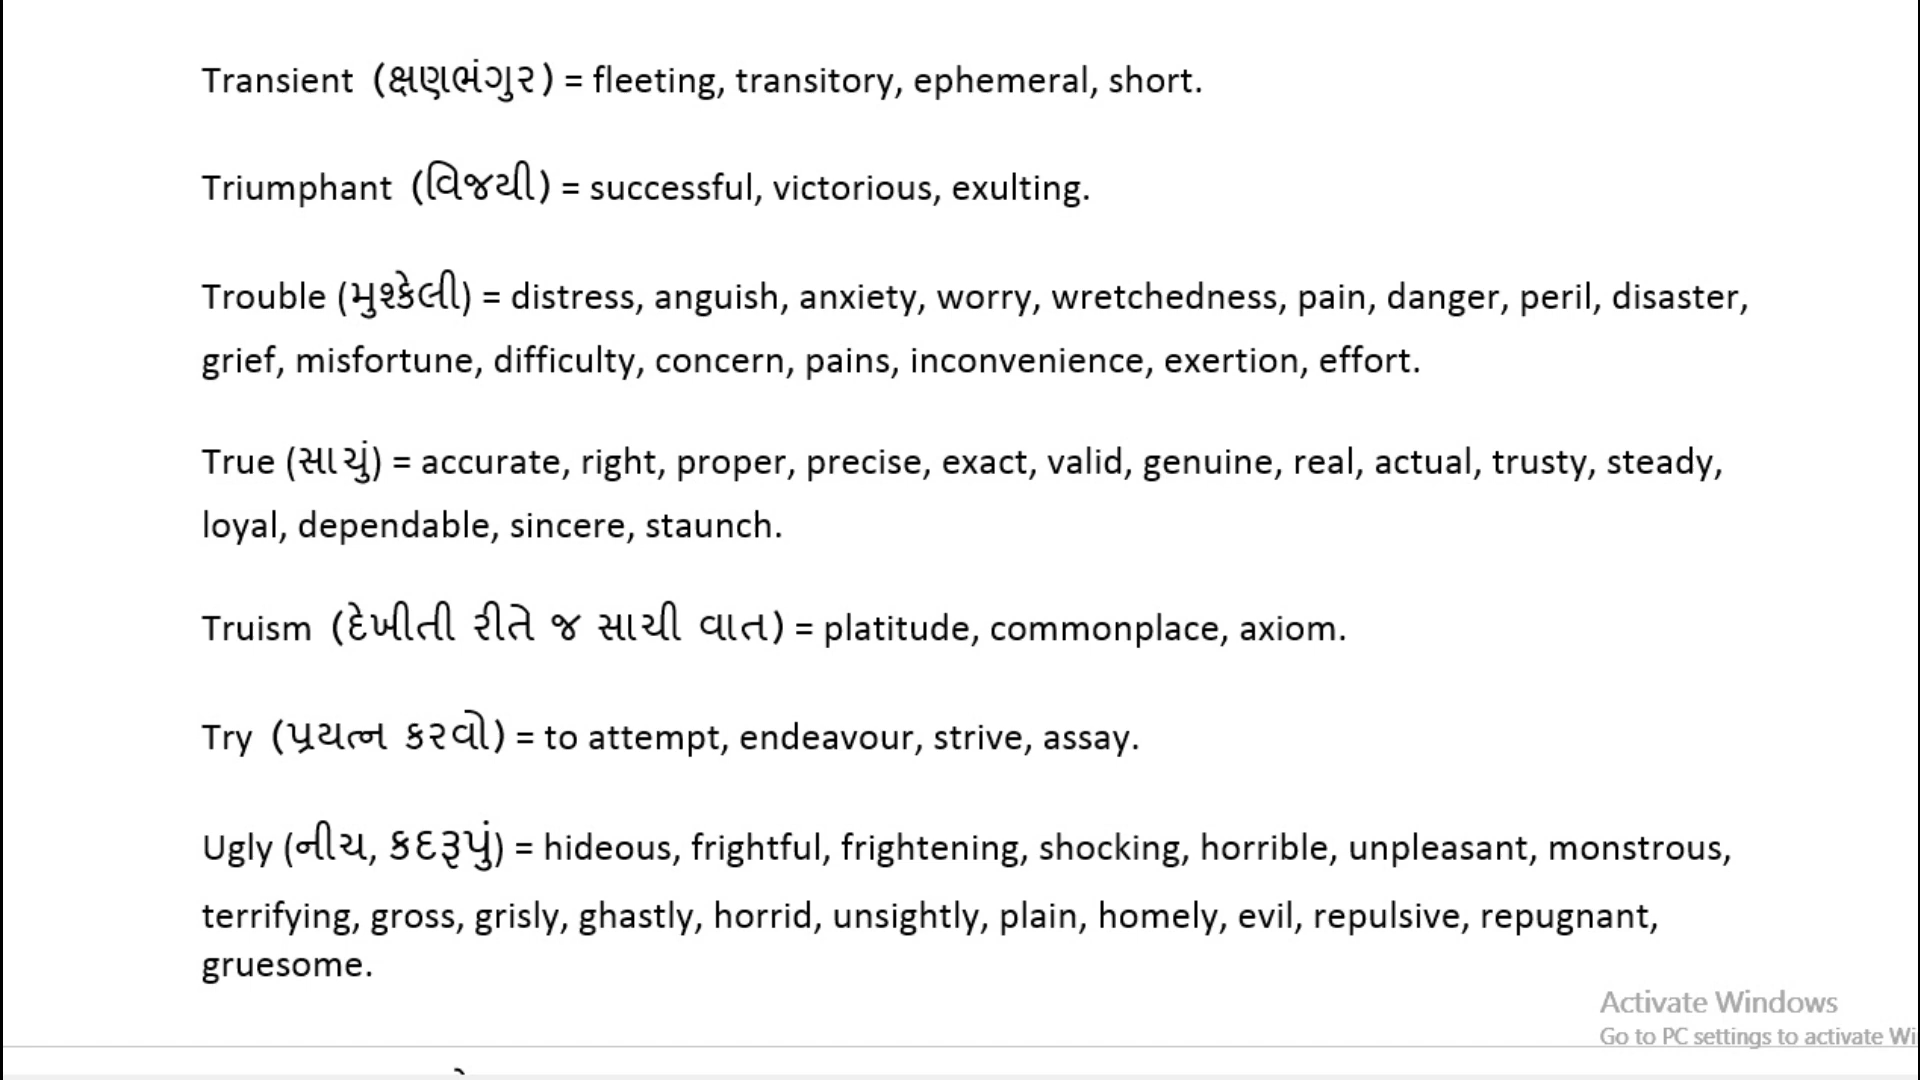 Transient (ક્ષણભંગુર) = fleeting, transitory, ephemeral, short.
Triumphant (વિજયી) = successful, victorious, exulting.
Trouble (મુશ્કેલી) = distress, anguish, anxiety, worry, wretchedness, pain, danger, peril, disaster,
grief, misfortune, difficulty, concern, pains, inconvenience, exertion, effort.
True (સાચું) = accurate, right, proper, precise, exact, valid, genuine, real, actual, trusty, steady,
loyal, dependable, sincere, staunch.
Truism (દેખીતી રીતે જ સાચી વાત) = platitude, commonplace, axiom.
Try (પ્રયત્ન કરવો) = to attempt, endeavour, strive, assay.
Ugly (નીચ, કદરૂપું) = hideous, frightful, frightening, shocking, horrible, unpleasant, monstrous,
terrifying, gross, grisly, ghastly, horrid, unsightly, plain, homely, evil, repulsive, repugnant,
gruesome.
Activate Windows
Go to PC settings to activate Wi